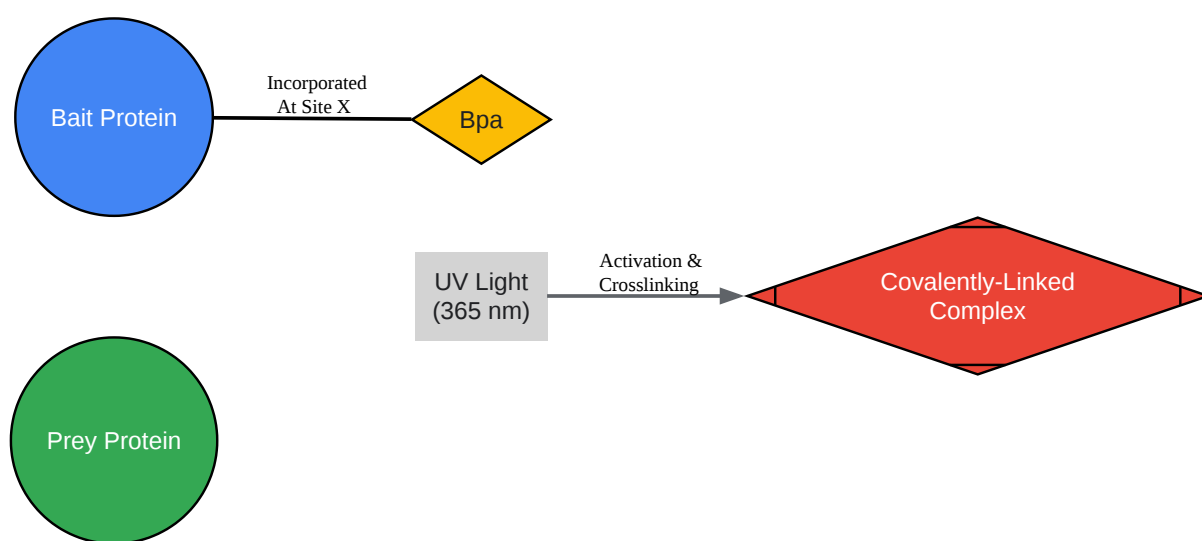 Bait Protein
Incorporated
At Site X
Bpa
UV Light
(365 nm)
Activation &
Crosslinking
Covalently-Linked
Complex
Prey Protein